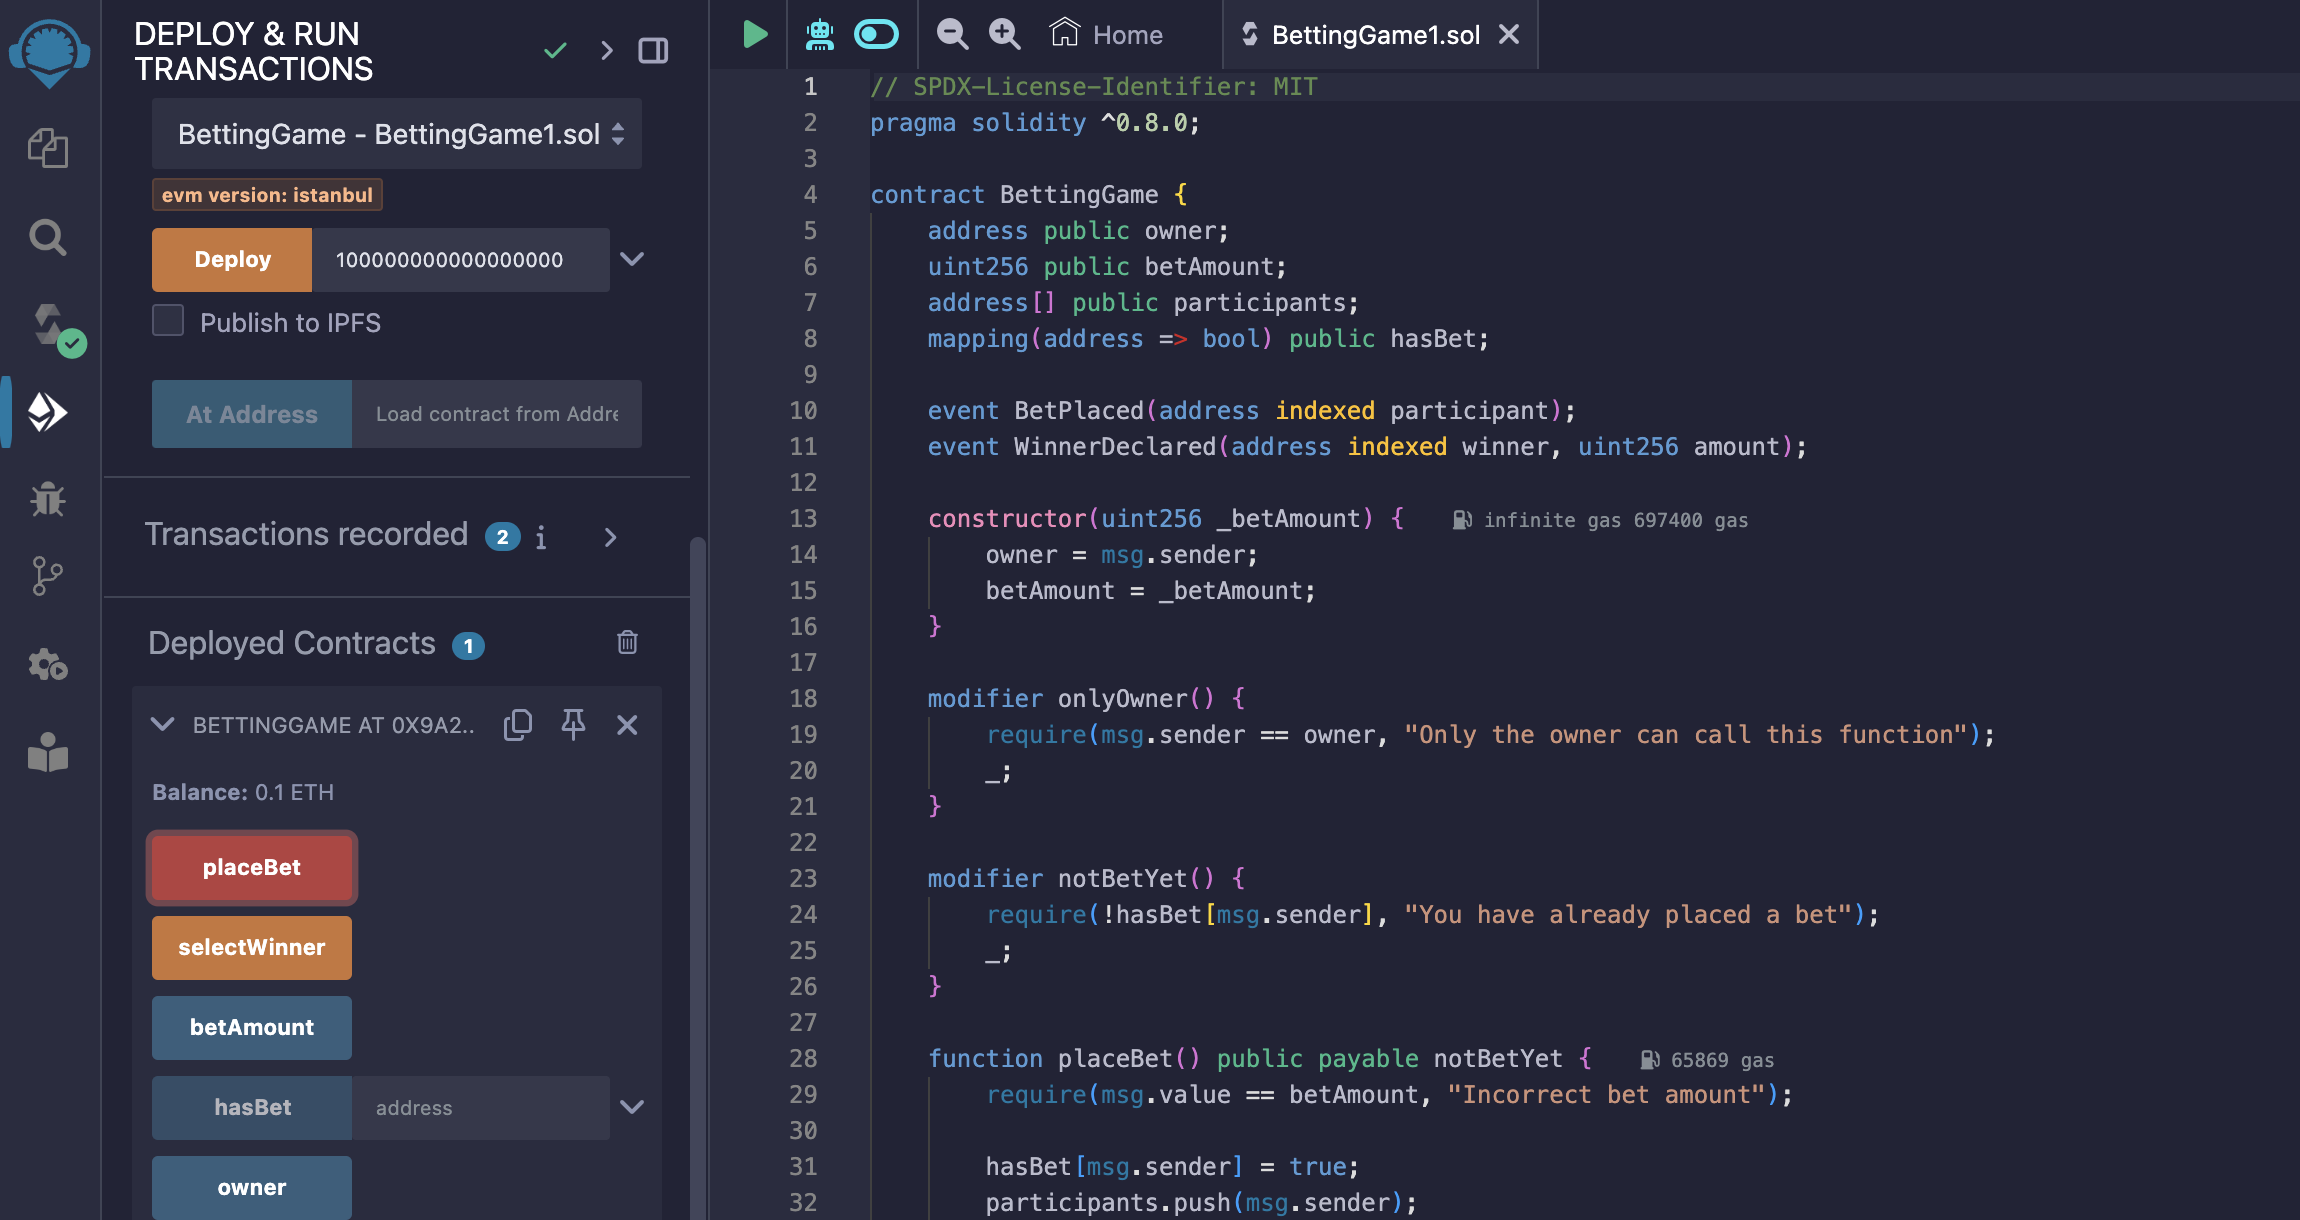 DEPLOY & RUN
TRANSACTIONS
BettingGame - BettingGame1.sol
evm version: istanbul
Deploy
100000000000000000
Publish to IPFS
At Address
Load contract from Addre
Transactions recorded 2 i
Deployed Contracts 1
BETTINGGAME AT 0X9A2..
Balance: 0.1 ETH
placeBet
selectWinner
betAmount
hasBet
address
owner
Home
BettingGame1.sol
1 // SPDX-License-Identifier: MIT
2 pragma solidity ^0.8.0;
3
4 contract BettingGame {
5 address public owner;
6 uint256 public betAmount;
7 address[] public participants;
8 mapping(address => bool) public hasBet;
9
10 event BetPlaced(address indexed participant);
11 event WinnerDeclared(address indexed winner, uint256 amount);
12
13 constructor(uint256 _betAmount) { infinite gas 697400 gas
14 owner = msg.sender;
15 betAmount = _betAmount;
16 }
17
18 modifier onlyOwner() {
19 require(msg.sender == owner, "Only the owner can call this function");
20 _;
21 }
22
23 modifier notBetYet() {
24 require(!hasBet[msg.sender], "You have already placed a bet");
25 _;
26 }
27
28 function placeBet() public payable notBetYet { 65869 gas
29 require(msg.value == betAmount, "Incorrect bet amount");
30
31 hasBet[msg.sender] = true;
32 participants.push(msg.sender);